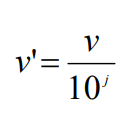 v' = v / 10^j